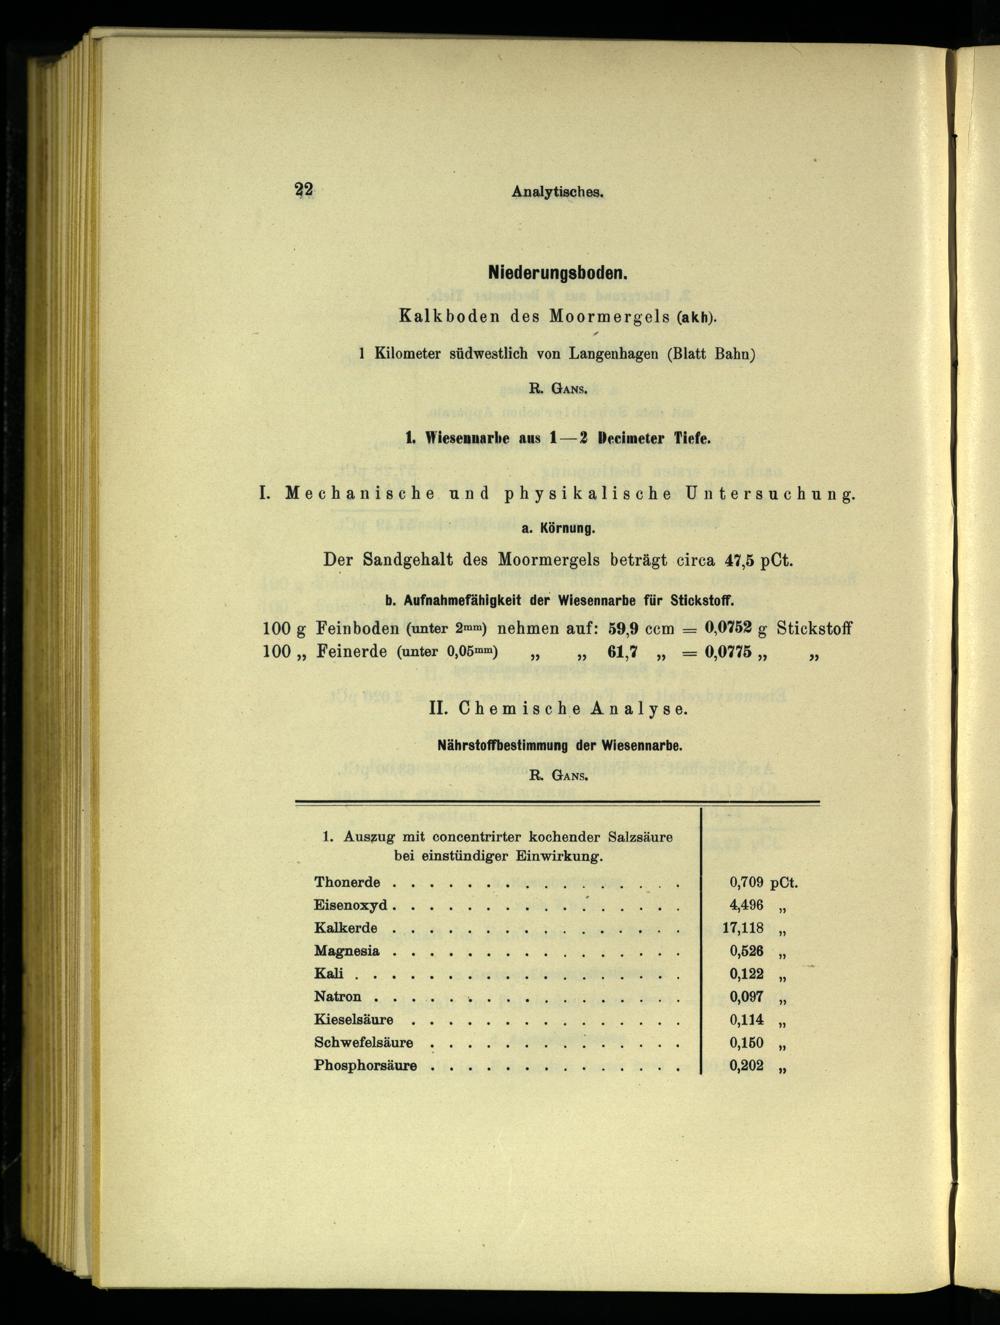 22 Analytisches.
Niederungsboden.
Kalkboden des Moormergels (akh).
1 Kilometer südwestlich von Langenhagen (Blatt Bahn)
R. Gans.
1. Wiesennarbe aus 1—2 Decimeter Tiefe.
I. Mechanische und physikalische Untersuchung.
a. Körnung.
Der Sandgehalt des Moormergels beträgt circa 47,5 pCt.
b. Aufnahmefähigkeit der Wiesennarbe für Stickstoff.
100 g Feinboden (unter 2mm) nehmen auf: 59,9 ccm = 0,0752 g Stickstoff
100 „ Feinerde (unter 0,05mm) „ „ 61,7 „ = 0,0775 „ „
II. Chemische Analyse.
Nährstoffbestimmung der Wiesennarbe.
R. Gans.
1. Auszug mit concentrirter kochender Salzsäure
bei einstündiger Einwirkung.
Thonerde . . . . . . . . . . . . . . . . 0,709 pCt.
Eisenoxyd . . . . . . . . . . . . . . . . 4,496 „
Kalkerde . . . . . . . . . . . . . . . . 17,118 „
Magnesia . . . . . . . . . . . . . . . . 0,526 „
Kali . . . . . . . . . . . . . . . . . . 0,122 „
Natron . . . . . . . . . . . . . . . . . 0,097 „
Kieselsäure . . . . . . . . . . . . . . . 0,114 „
Schwefelsäure . . . . . . . . . . . . . . 0,150 „
Phosphorsäure . . . . . . . . . . . . . . 0,202 „